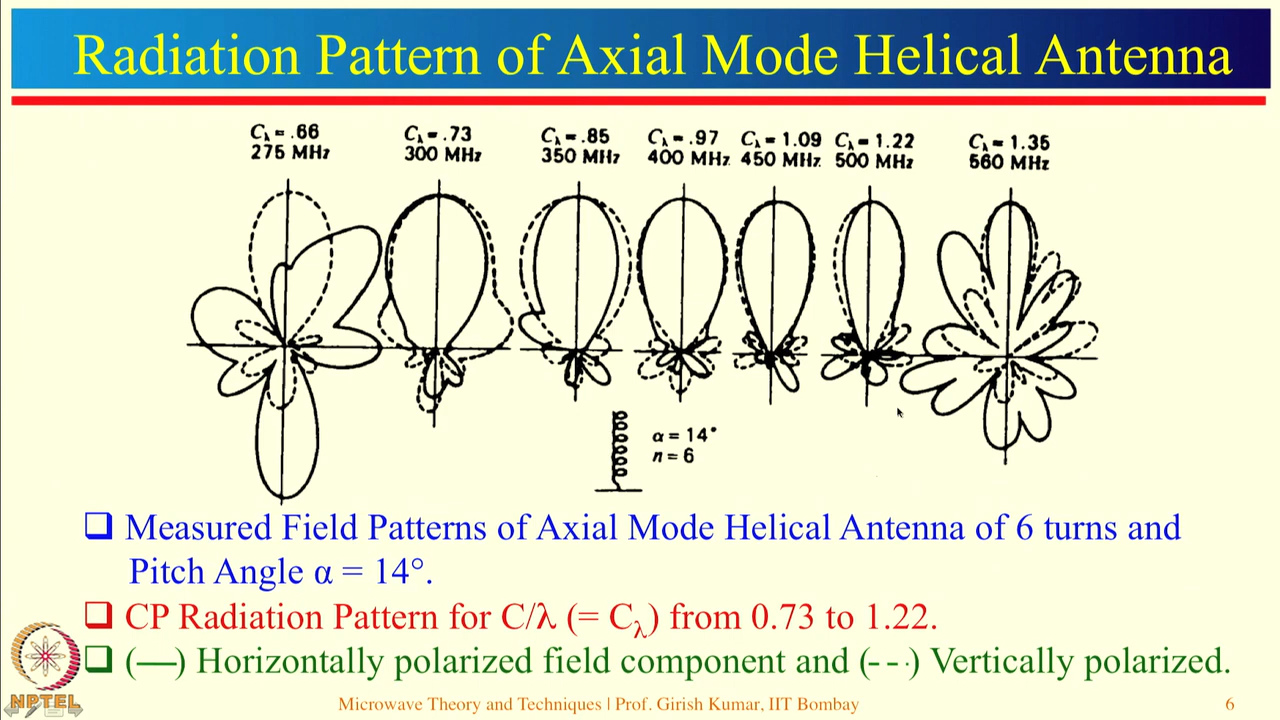 Radiation Pattern of Axial Mode Helical Antenna
Cλ = .66
275 MHz
Cλ = .73
300 MHz
Cλ = .85
350 MHz
Cλ = .97
400 MHz
Cλ = 1.09
450 MHz
Cλ = 1.22
500 MHz
Cλ = 1.35
560 MHz
α = 14°
n = 6
❑ Measured Field Patterns of Axial Mode Helical Antenna of 6 turns and
Pitch Angle α = 14°.
❑ CP Radiation Pattern for C/λ (= Cλ) from 0.73 to 1.22.
❑ (—) Horizontally polarized field component and (- - ·) Vertically polarized.
NPTEL
Microwave Theory and Techniques | Prof. Girish Kumar, IIT Bombay
6